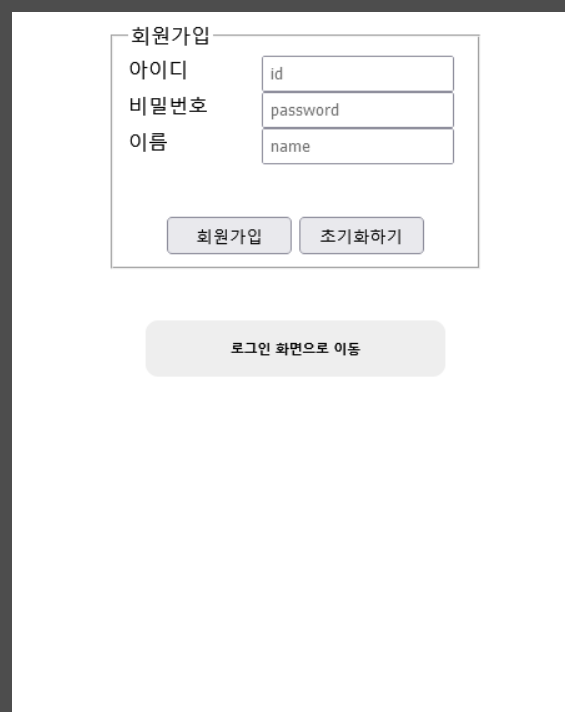 회원가입
아이디 id
비밀번호 password
이름 name
회원가입 초기화하기
로그인 화면으로 이동